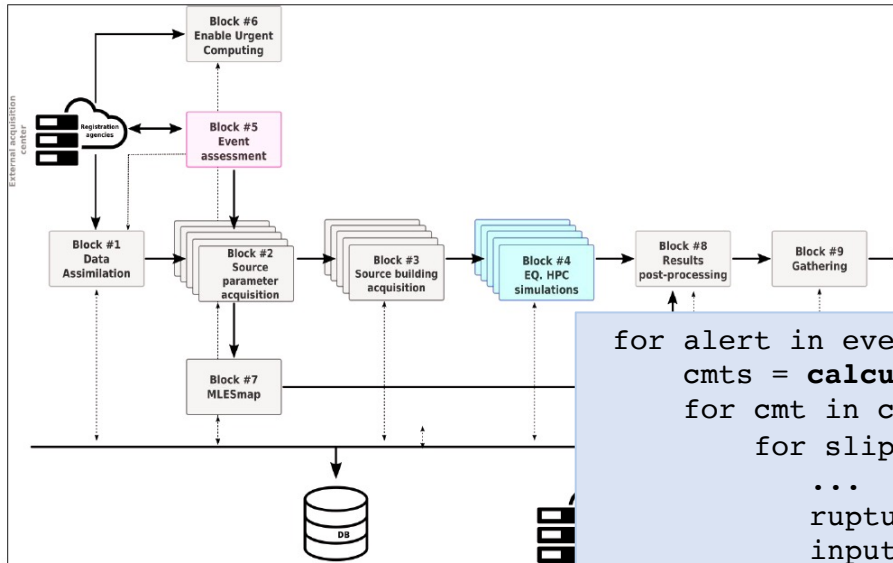 Block #6
Enable Urgent
Computing
External acquisition
center
Registration
agencies
Block #5
Event
assessment
Block #1
Data
Assimilation
Block #2
Source
parameter
acquisition
Block #3
Source building
acquisition
Block #4
EQ. HPC
simulations
Block #8
Results
post-processing
Block #9
Gathering
Block #7
MLESmap
DB
for alert in eve
cmts = calcu
for cmt in c
for slip
...
ruptu
input